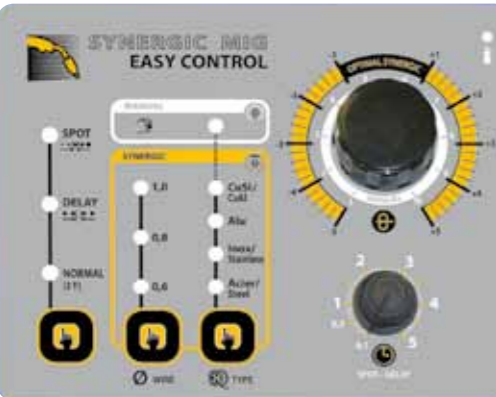 SYNERGIC MIG
EASY CONTROL
SPOT
DELAY
NORMAL
MANUAL
SYNERGIC
1,0
0,8
0,6
CuSi/
CuAl
Alu
Inox/
Stainless
Acier/
Steel
Ø WIRE
TYPE
OPTIMAL SYNERGIC
-1
-2
-3
-4
-5
+1
+2
+3
+4
+5
1
2
3
4
5
SPOT - DELAY